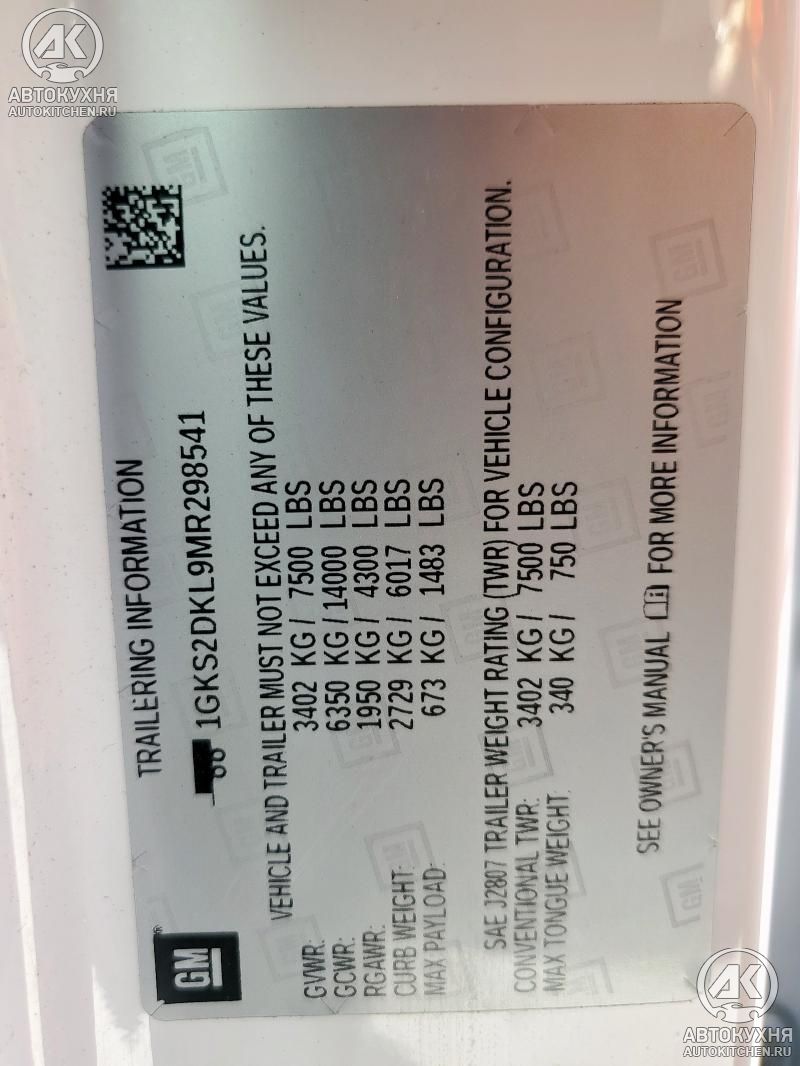 АК
АВТОКУХНЯ
AUTOKITCHEN.RU
GM
TRAILERING INFORMATION
1GKS2DKL9MR298541
VEHICLE AND TRAILER MUST NOT EXCEED ANY OF THESE VALUES.
GVWR: 3402 KG / 7500 LBS
GCWR: 6350 KG / 14000 LBS
RGAWR: 1950 KG / 4300 LBS
CURB WEIGHT: 2729 KG / 6017 LBS
MAX PAYLOAD: 673 KG / 1483 LBS
SAE J2807 TRAILER WEIGHT RATING (TWR) FOR VEHICLE CONFIGURATION.
CONVENTIONAL TWR: 3402 KG / 7500 LBS
MAX TONGUE WEIGHT: 340 KG / 750 LBS
SEE OWNER'S MANUAL FOR MORE INFORMATION
АК
АВТОКУХНЯ
AUTOKITCHEN.RU